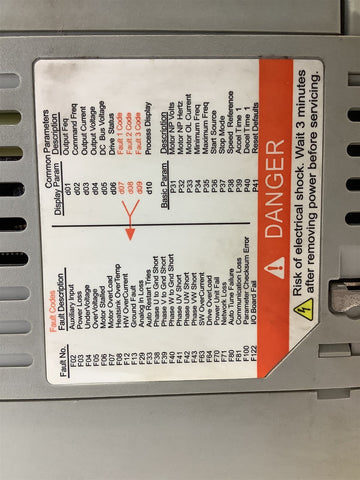 Fault Codes
Fault No. Fault Description
F02 Auxiliary Input
F03 Power Loss
F04 UnderVoltage
F05 OverVoltage
F06 Motor Stalled
F07 Motor OverLoad
F08 Heatsink OverTemp
F12 HW OverCurrent
F13 Ground Fault
F29 Analog In Loss
F33 Auto Restart Tries
F38 Phase U to Gnd Short
F39 Phase V to Gnd Short
F40 Phase W to Gnd Short
F41 Phase UV Short
F42 Phase UW Short
F43 Phase VW Short
F63 SW OverCurrent
F64 Drive OverLoad
F70 Power Unit Fail
F71 Network Loss
F80 Auto Tune Failure
F81 Communication Loss
F100 Parameter Checksum Error
F122 I/O Board Fail
Common Parameters
Display Param Description
d01 Output Feq
d02 Command Freq
d03 Output Current
d04 Output Voltage
d05 Bus Voltage
d06 Drive Status
d07 Fault 1 Code
d08 Fault 2 Code
d09 Fault 3 Code
d10 Process Display
Basic Param Description
P31 Motor NP Volts
P32 Motor NP Hertz
P33 Motor OL Current
P34 Minimum Freq
P35 Maximum Freq
P36 Start Source
P37 Stop Mode
P38 Speed Reference
P39 Accel Time 1
P40 Decel Time 1
P41 Reset Defaults
DANGER
Risk of electrical shock. Wait 3 minutes
after removing power before servicing.